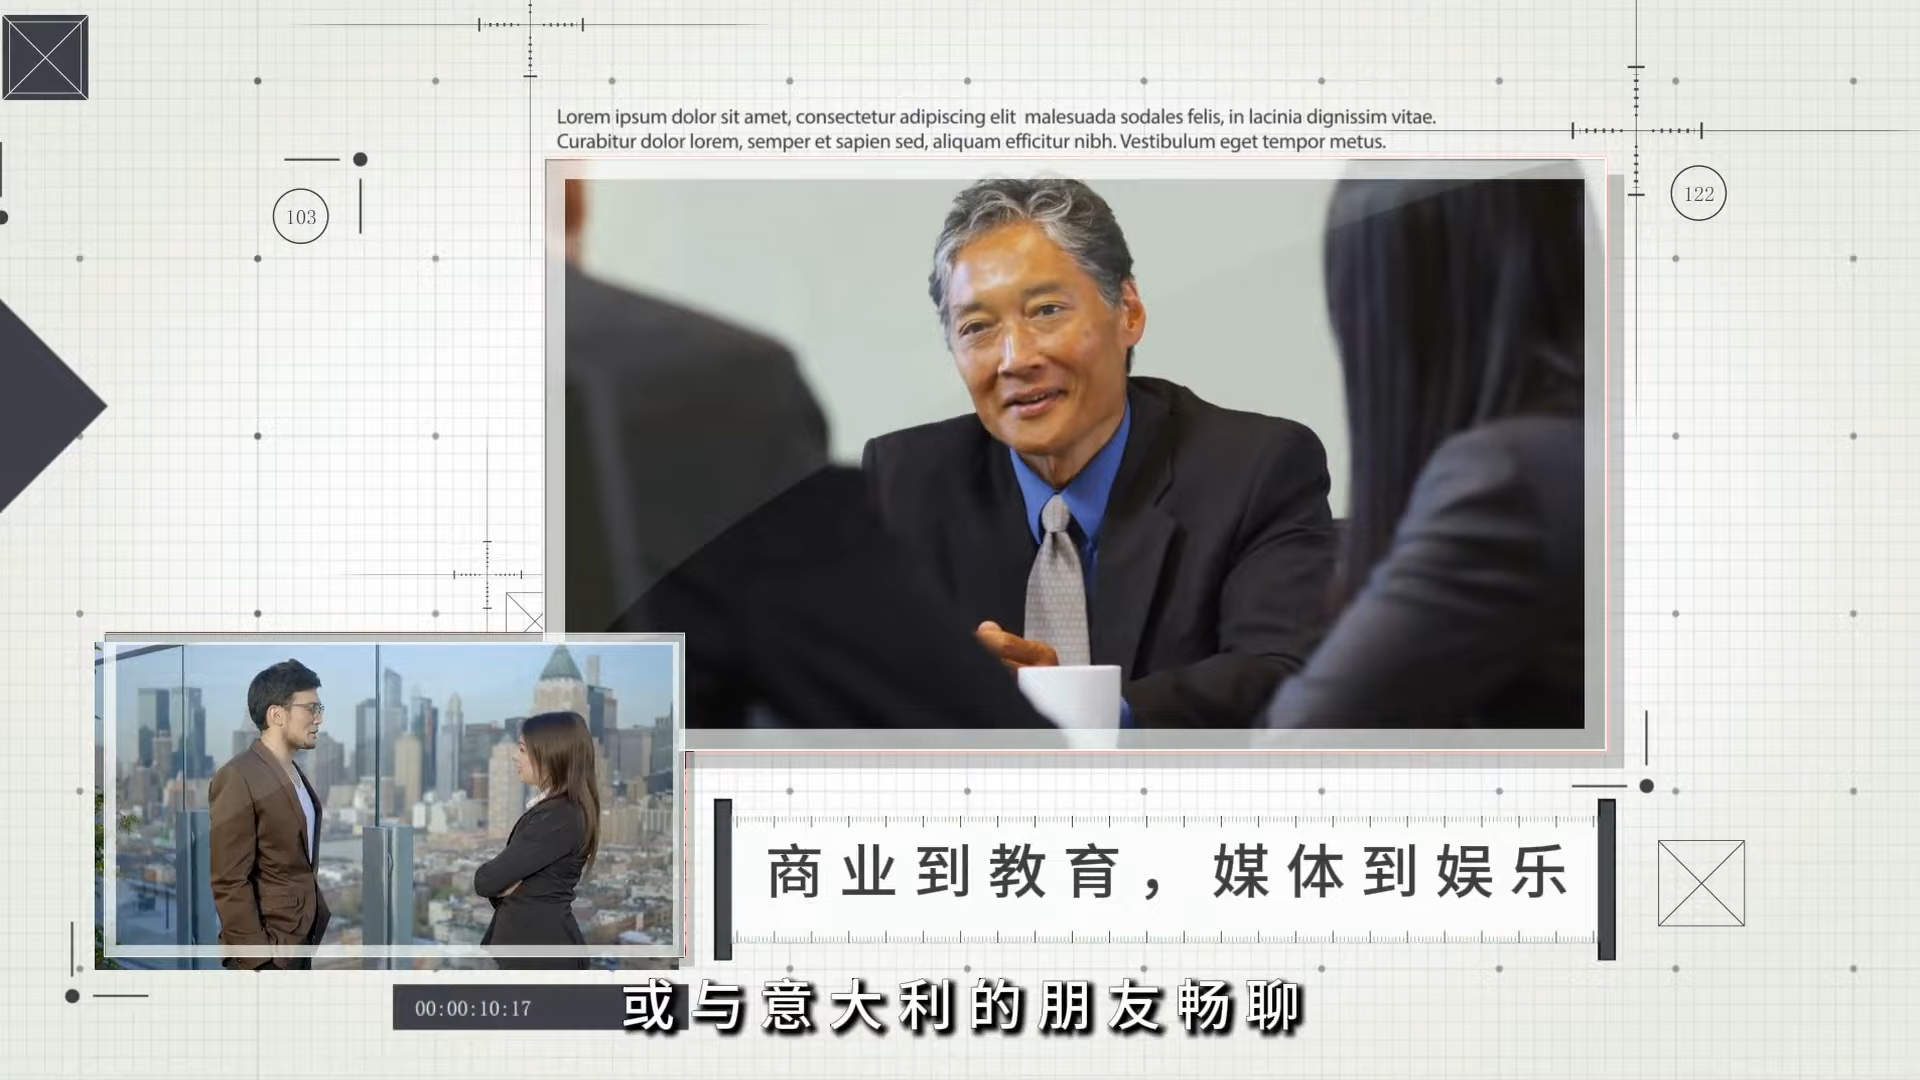 Lorem ipsum dolor sit amet, consectetur adipiscing elit  malesuada sodales felis, in lacinia dignissim vitae.
Curabitur dolor lorem, semper et sapien sed, aliquam efficitur nibh. Vestibulum eget tempor metus.
103
122
商业到教育，媒体到娱乐
00:00:10:17
或与意大利的朋友畅聊